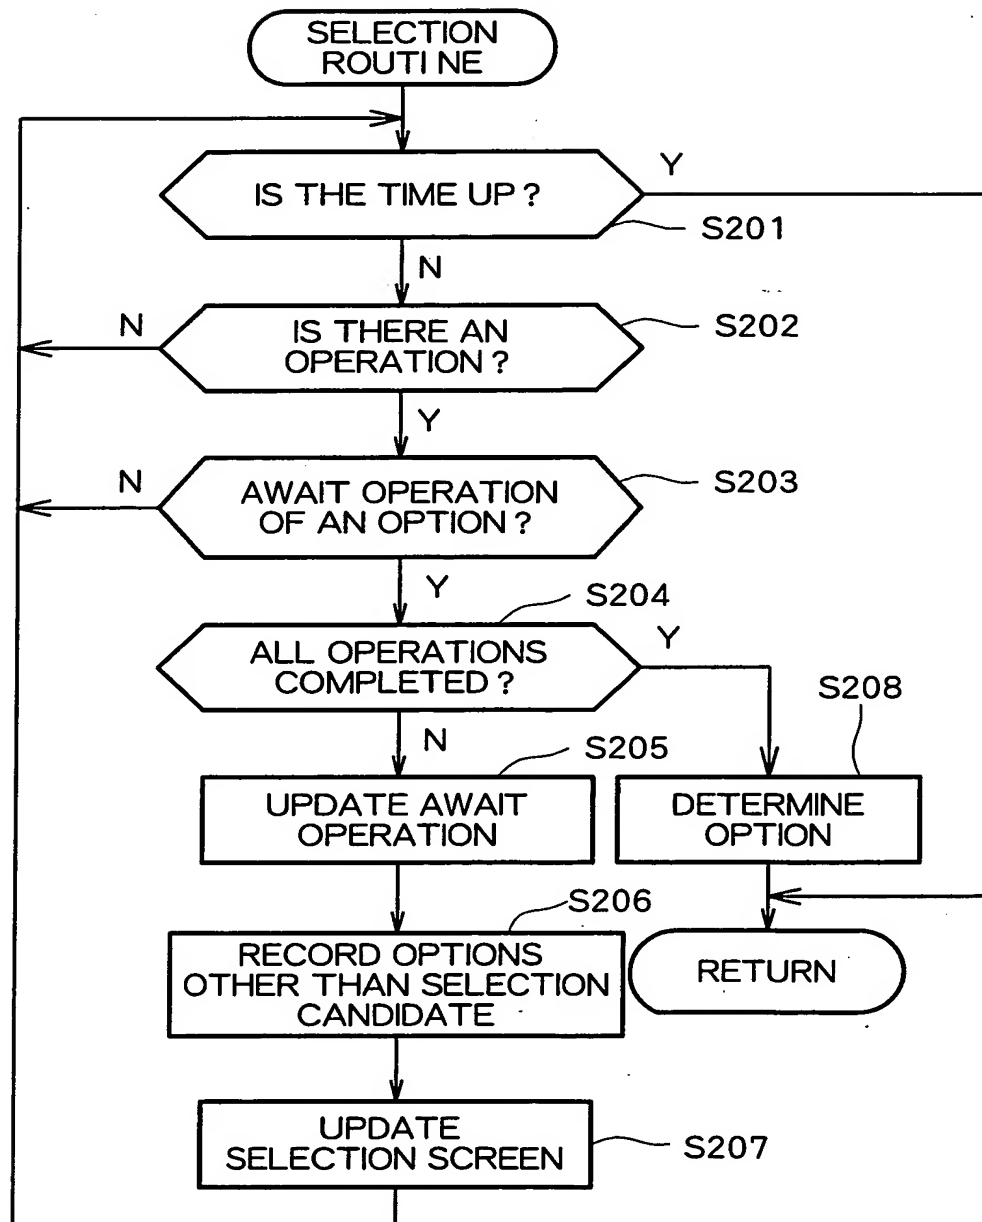 SELECTION
ROUTINE
IS THE TIME UP?
Y
S201
N
IS THERE AN
OPERATION?
N
S202
Y
AWAIT OPERATION
OF AN OPTION?
N
S203
Y
S204
ALL OPERATIONS
COMPLETED?
Y
S208
N
S205
UPDATE AWAIT
OPERATION
DETERMINE
OPTION
S206
RECORD OPTIONS
OTHER THAN SELECTION
CANDIDATE
RETURN
UPDATE
SELECTION SCREEN
S207